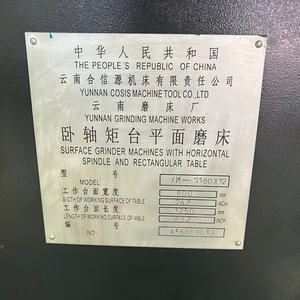 中华人民共和国
THE PEOPLE'S REPUBLIC OF CHINA
云南合信源机床有限责任公司
YUNNAN COSIS MACHINE TOOL CO., LTD.
云南磨床厂
YUNNAN GRINDING MACHINE WORKS
卧轴矩台平面磨床
SURFACE GRINDER MACHINES WITH HORIZONTAL
SPINDLE AND RECTANGULAR TABLE
型号
MODEL
工作台面宽度 800 mm
WIDTH OF WORKING SURFACE OF TABLE
工作台面长度 mm
LENGTH OF WORKING SURFACE OF TABLE
编号
NO